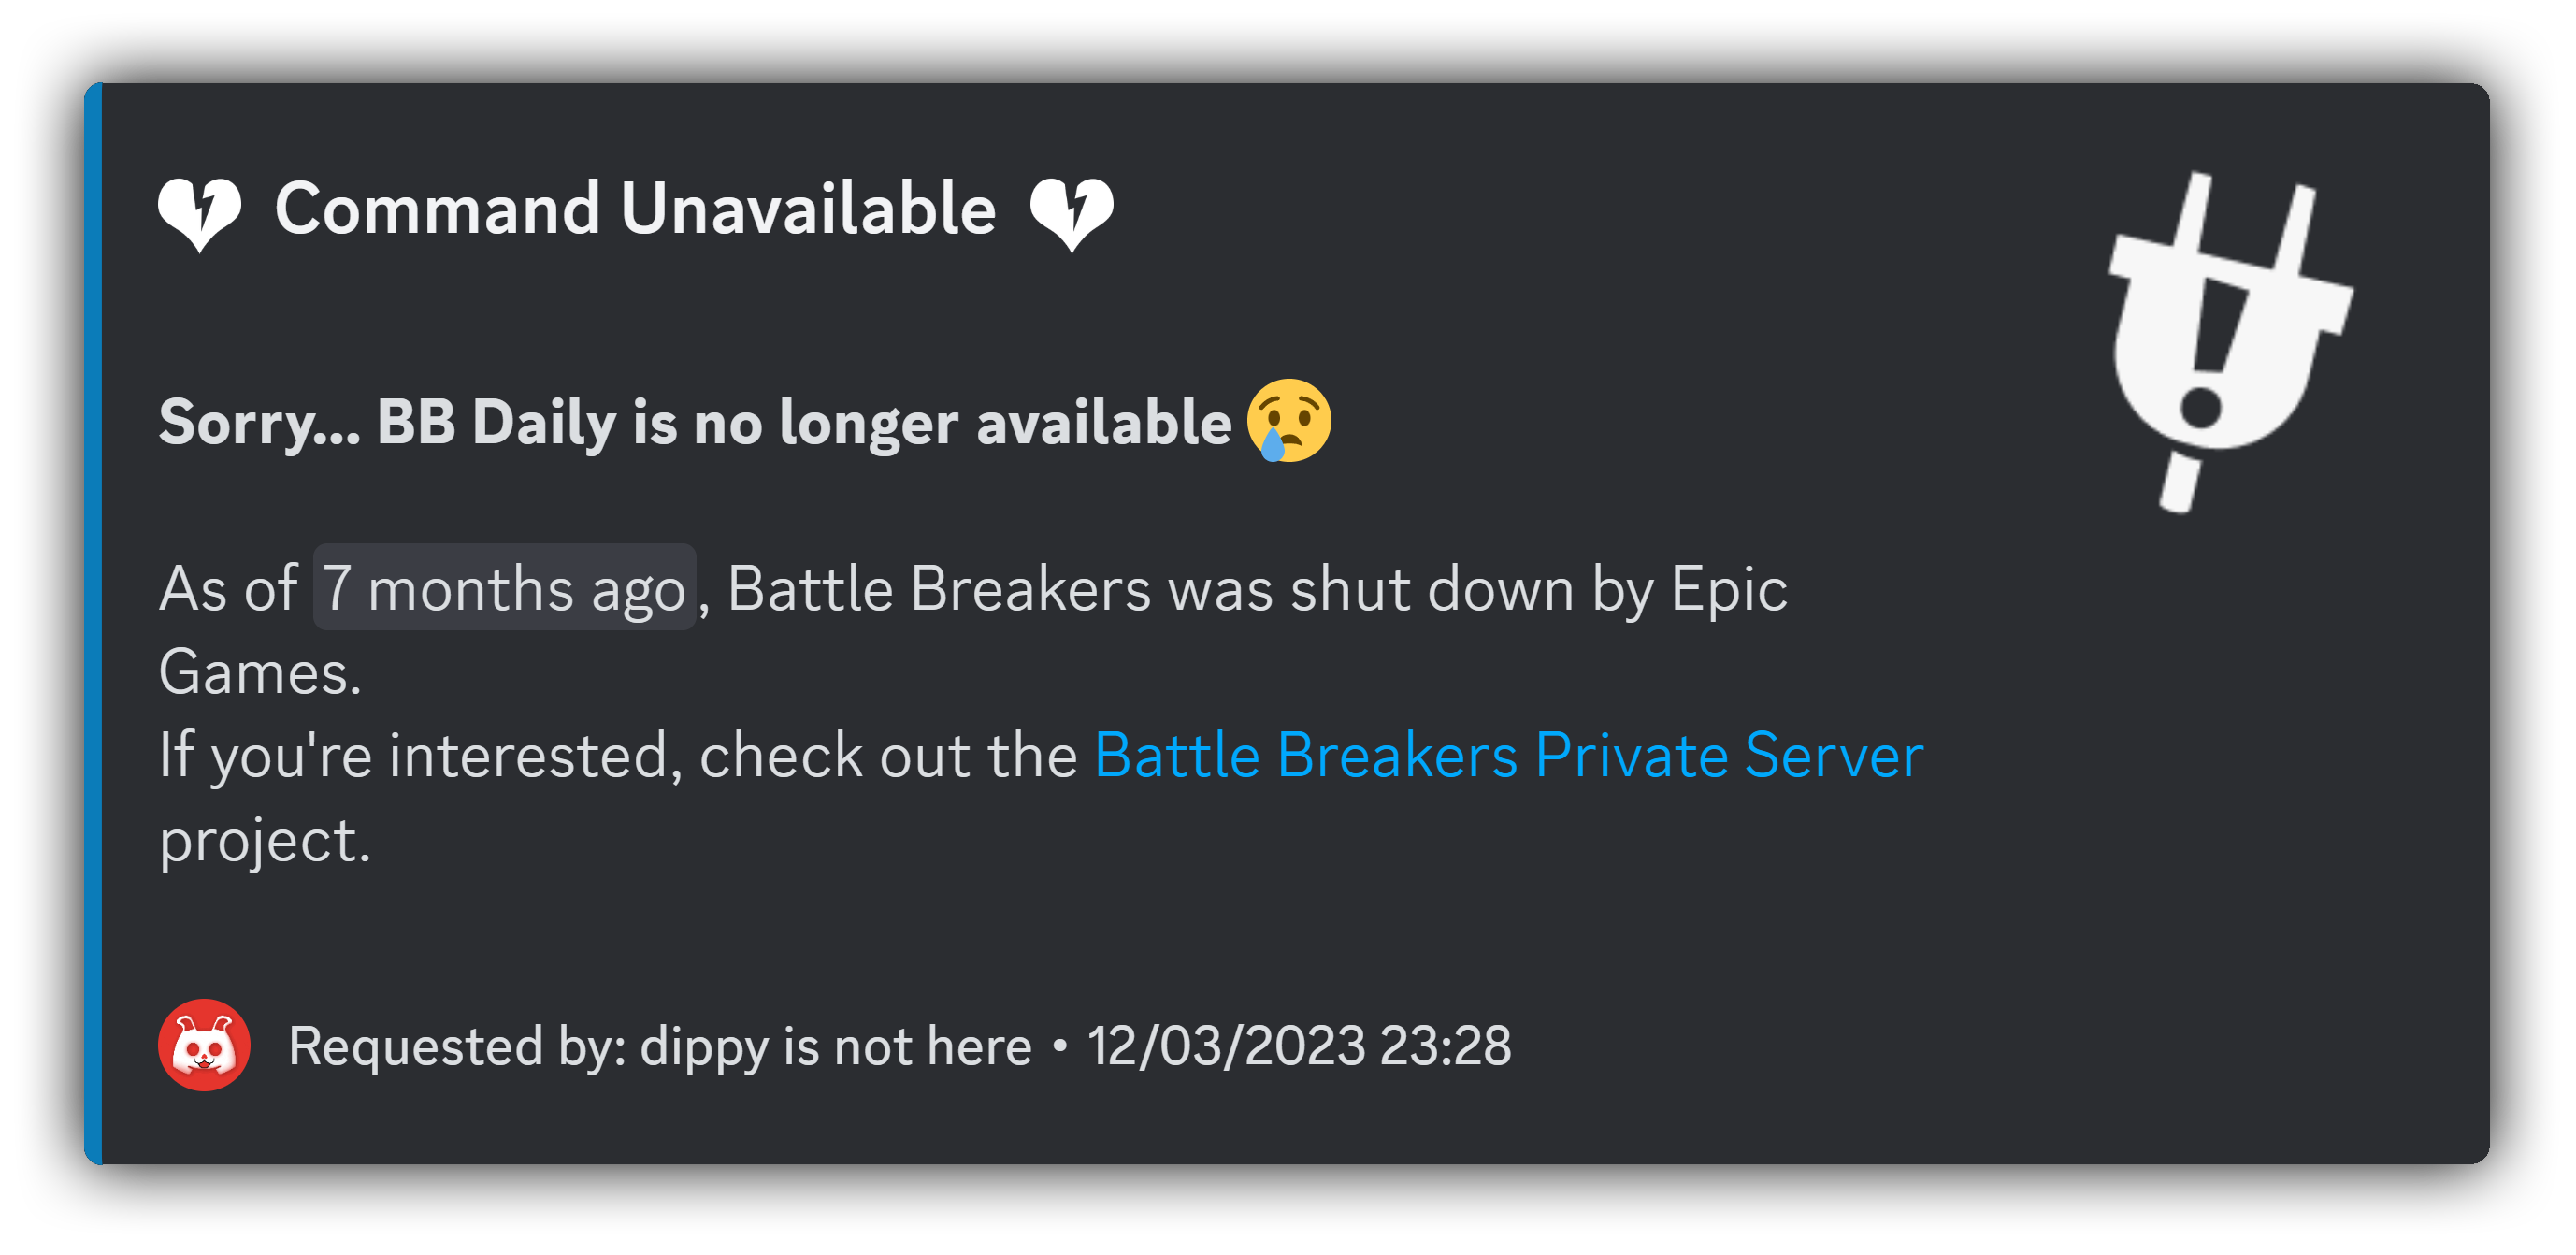 💔 Command Unavailable 💔
Sorry... BB Daily is no longer available 😢
As of 7 months ago, Battle Breakers was shut down by Epic
Games.
If you're interested, check out the Battle Breakers Private Server
project.
Requested by: dippy is not here • 12/03/2023 23:28